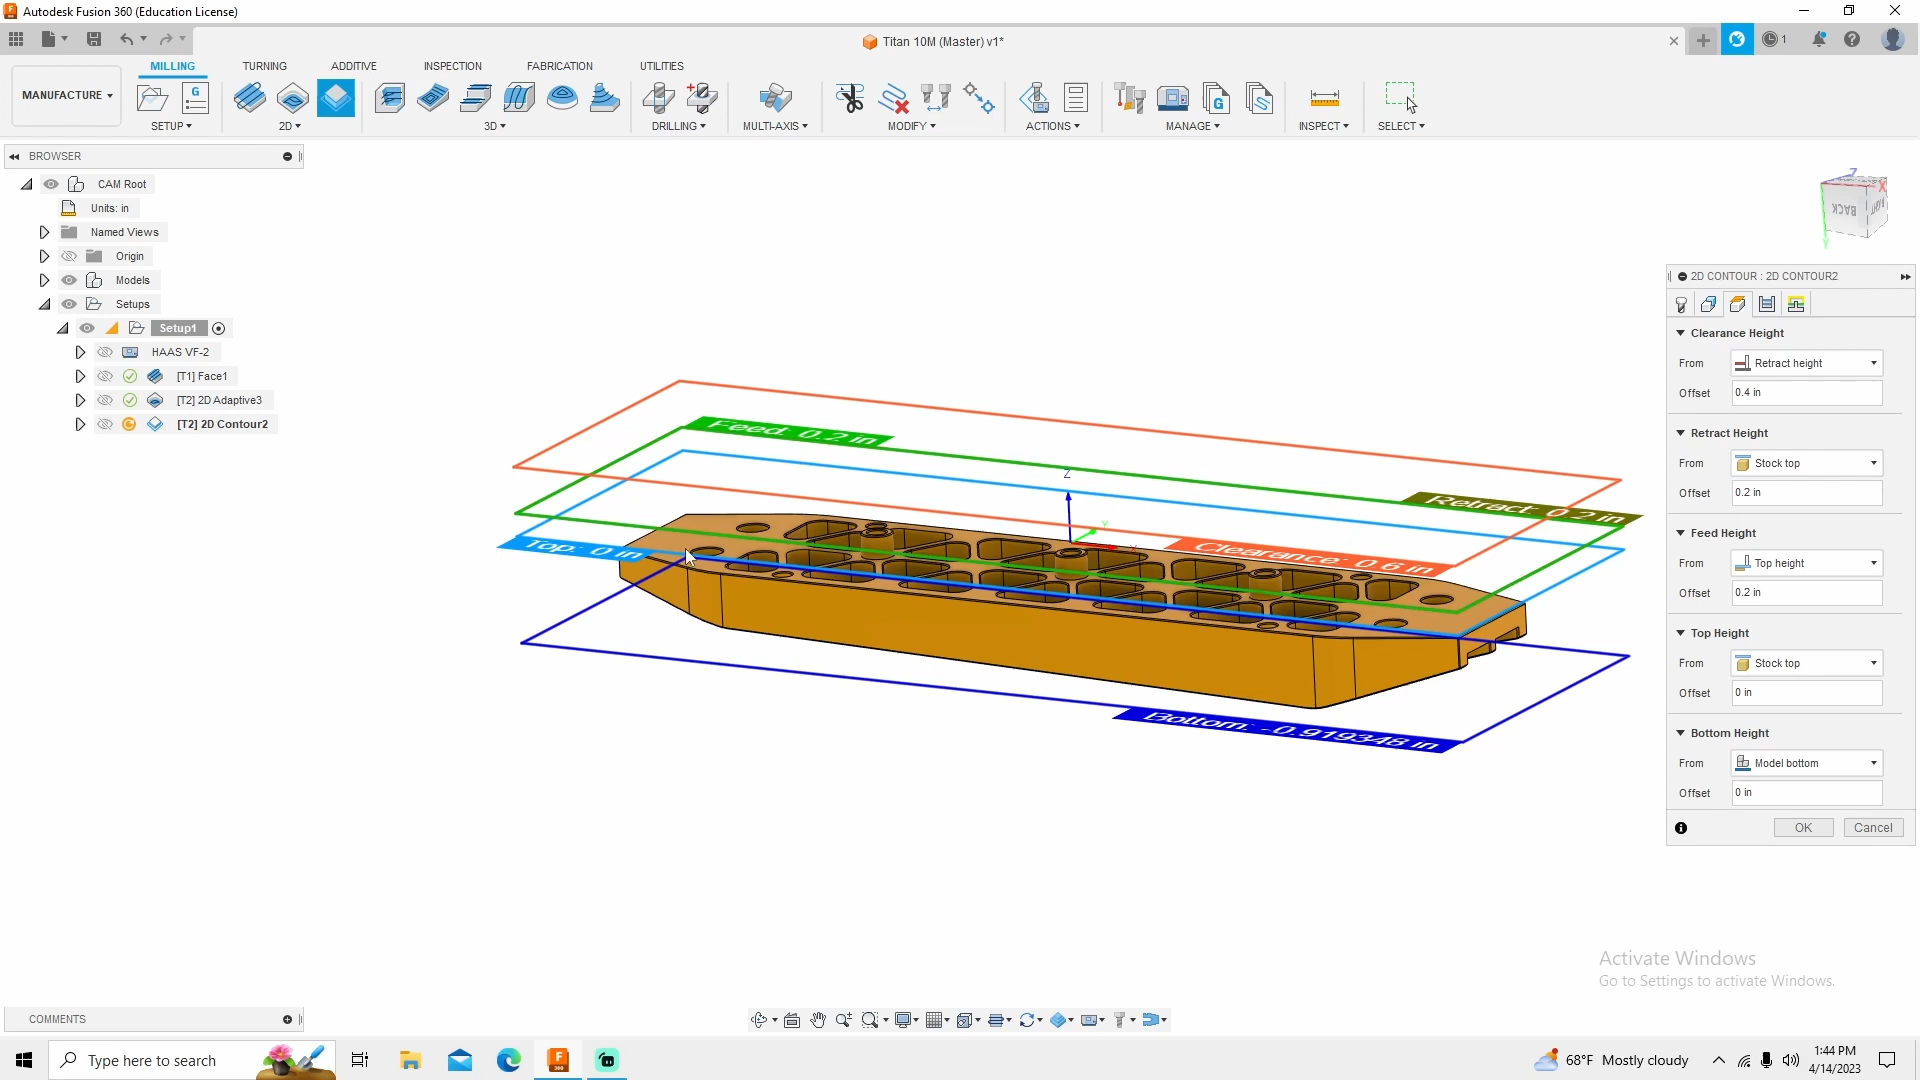 Autodesk Fusion 360 (Education License)
Titan 10M (Master) v1*
1
MILLING
TURNING
ADDITIVE
INSPECTION
FABRICATION
UTILITIES
MANUFACTURE
G
G
SETUP
2D
3D
DRILLING
MULTI-AXIS
MODIFY
ACTIONS
MANAGE
INSPECT
SELECT
BROWSER
CAM Root
Units: in
Named Views
Origin
Models
Setups
Setup1
HAAS VF-2
[T1] Face1
[T2] 2D Adaptive3
[T2] 2D Contour2
Z
X
BACK
RIGHT
Y
Feed: 0.2 in
Retract: 0.2 in
Top: 0 in
Clearance: 0.6 in
Bottom: -0.919348 in
Z
Y
X
2D CONTOUR : 2D CONTOUR2
Clearance Height
From
Retract height
Offset
0.4 in
Retract Height
From
Stock top
Offset
0.2 in
Feed Height
From
Top height
Offset
0.2 in
Top Height
From
Stock top
Offset
0 in
Bottom Height
From
Model bottom
Offset
0 in
OK
Cancel
Activate Windows
Go to Settings to activate Windows.
COMMENTS
Type here to search
68°F Mostly cloudy
1:44 PM
4/14/2023